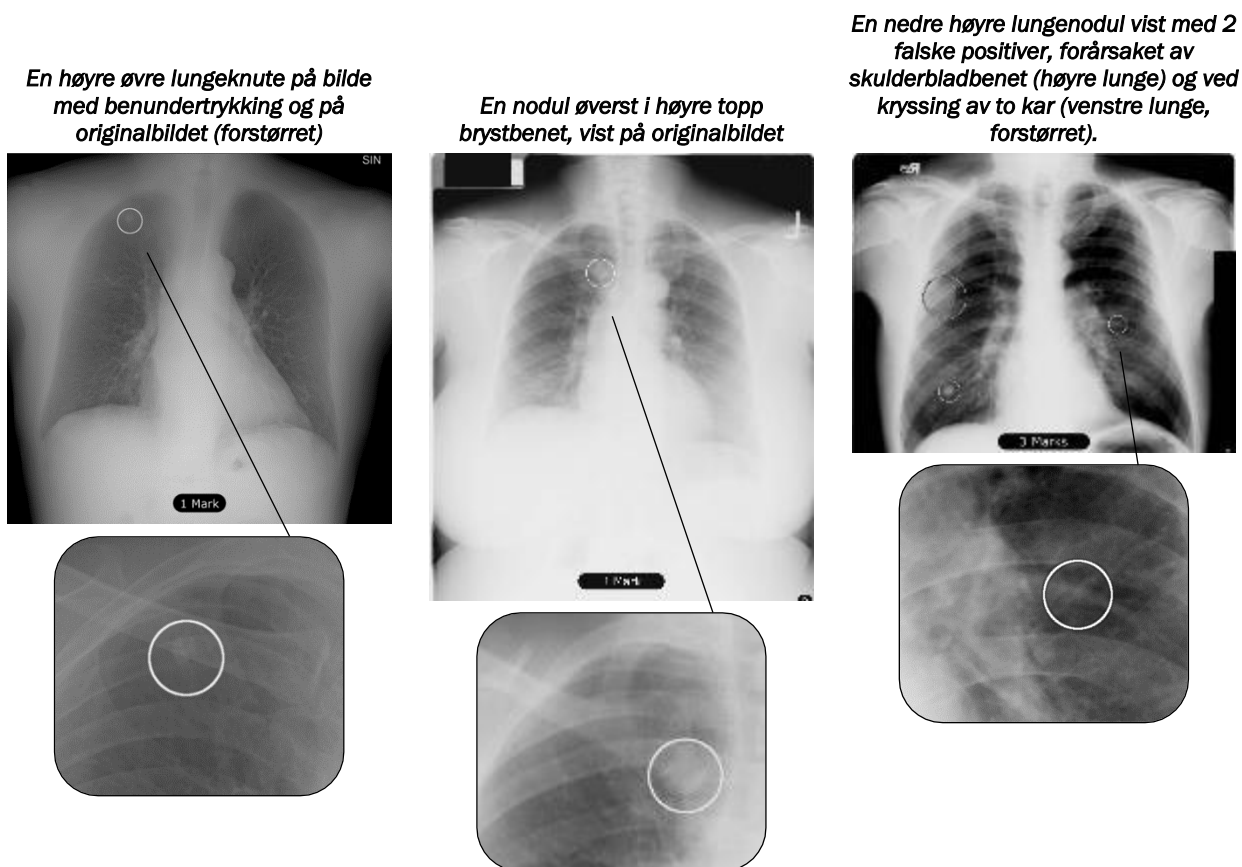 En høyre øvre lungeknute på bilde
med benundertrykking og på
originalbildet (forstørret)
SIN
1 Mark
En nodul øverst i høyre topp
brystbenet, vist på originalbildet
1 Mark
En nedre høyre lungenodul vist med 2
falske positiver, forårsaket av
skulderbladbenet (høyre lunge) og ved
kryssing av to kar (venstre lunge,
forstørret).
3 Marks